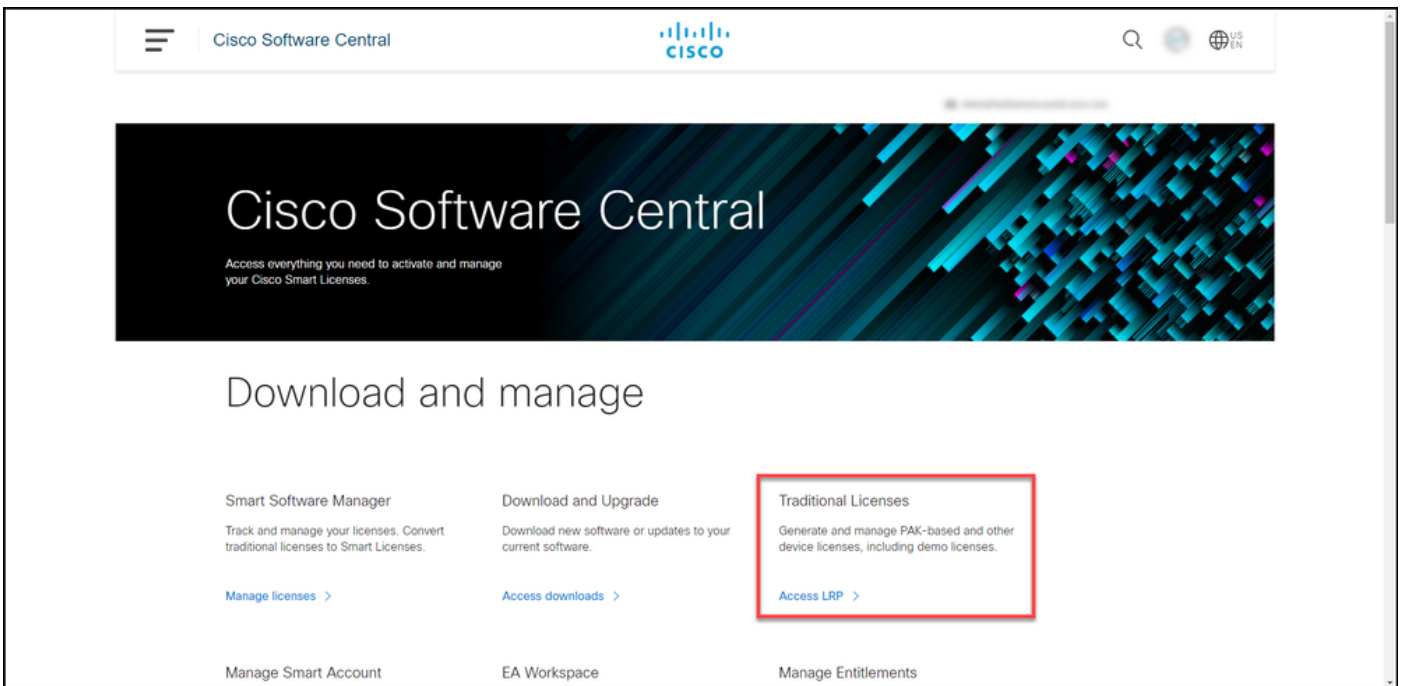 Cisco Software Central
CISCO
US
EN
Cisco Software Central
Access everything you need to activate and manage
your Cisco Smart Licenses.
Download and manage
Smart Software Manager
Track and manage your licenses. Convert
traditional licenses to Smart Licenses.
Manage licenses >
Download and Upgrade
Download new software or updates to your
current software.
Access downloads >
Traditional Licenses
Generate and manage PAK-based and other
device licenses, including demo licenses.
Access LRP >
Manage Smart Account
EA Workspace
Manage Entitlements